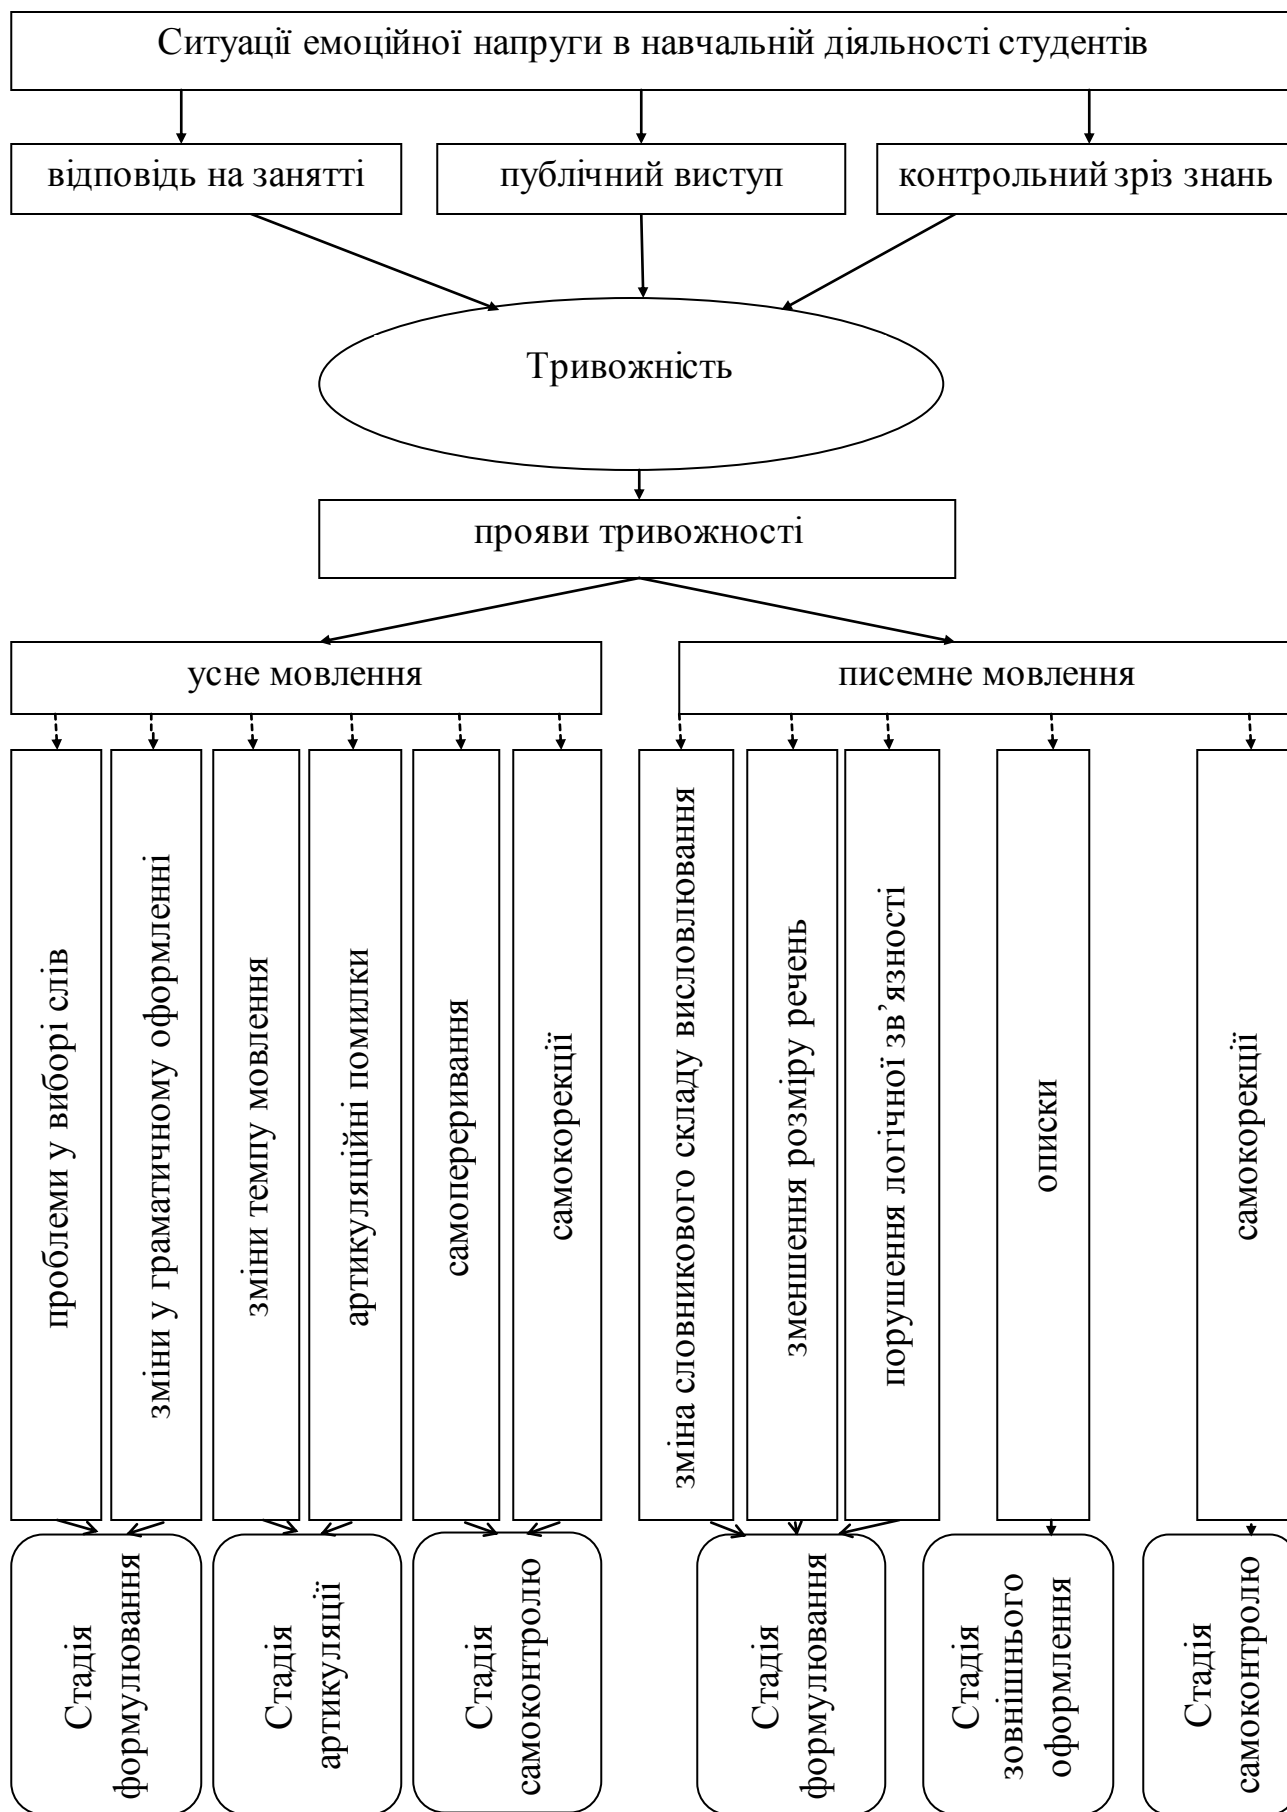 Ситуації емоційної напруги в навчальній діяльності студентів
відповідь на занятті
публічний виступ
контрольний зріз знань
Тривожність
прояви тривожності
усне мовлення
писемне мовлення
проблеми у виборі слів
зміни у граматичному оформленні
зміни темпу мовлення
артикуляційні помилки
самопереривання
самокорекції
зміна словникового складу висловлювання
зменшення розміру речень
порушення логічної зв’язності
описки
самокорекції
Стадія
формулювання
Стадія
артикуляції
Стадія
самоконтролю
Стадія
формулювання
Стадія
зовнішнього
оформлення
Стадія
самоконтролю